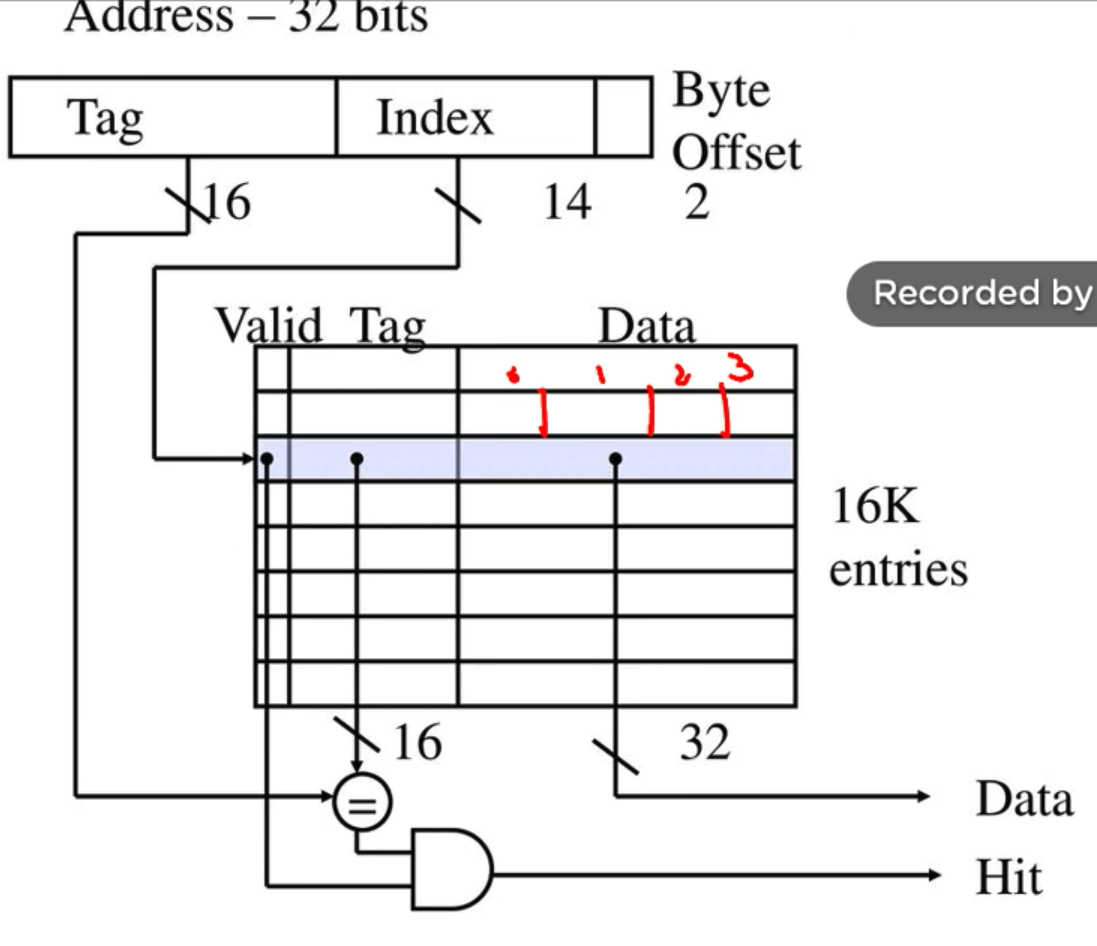 Address – 32 bits
Tag Index Byte
Offset
16 14 2
Recorded by
Valid Tag Data
0 1 2 3
16K
entries
16 32
=
Data
Hit